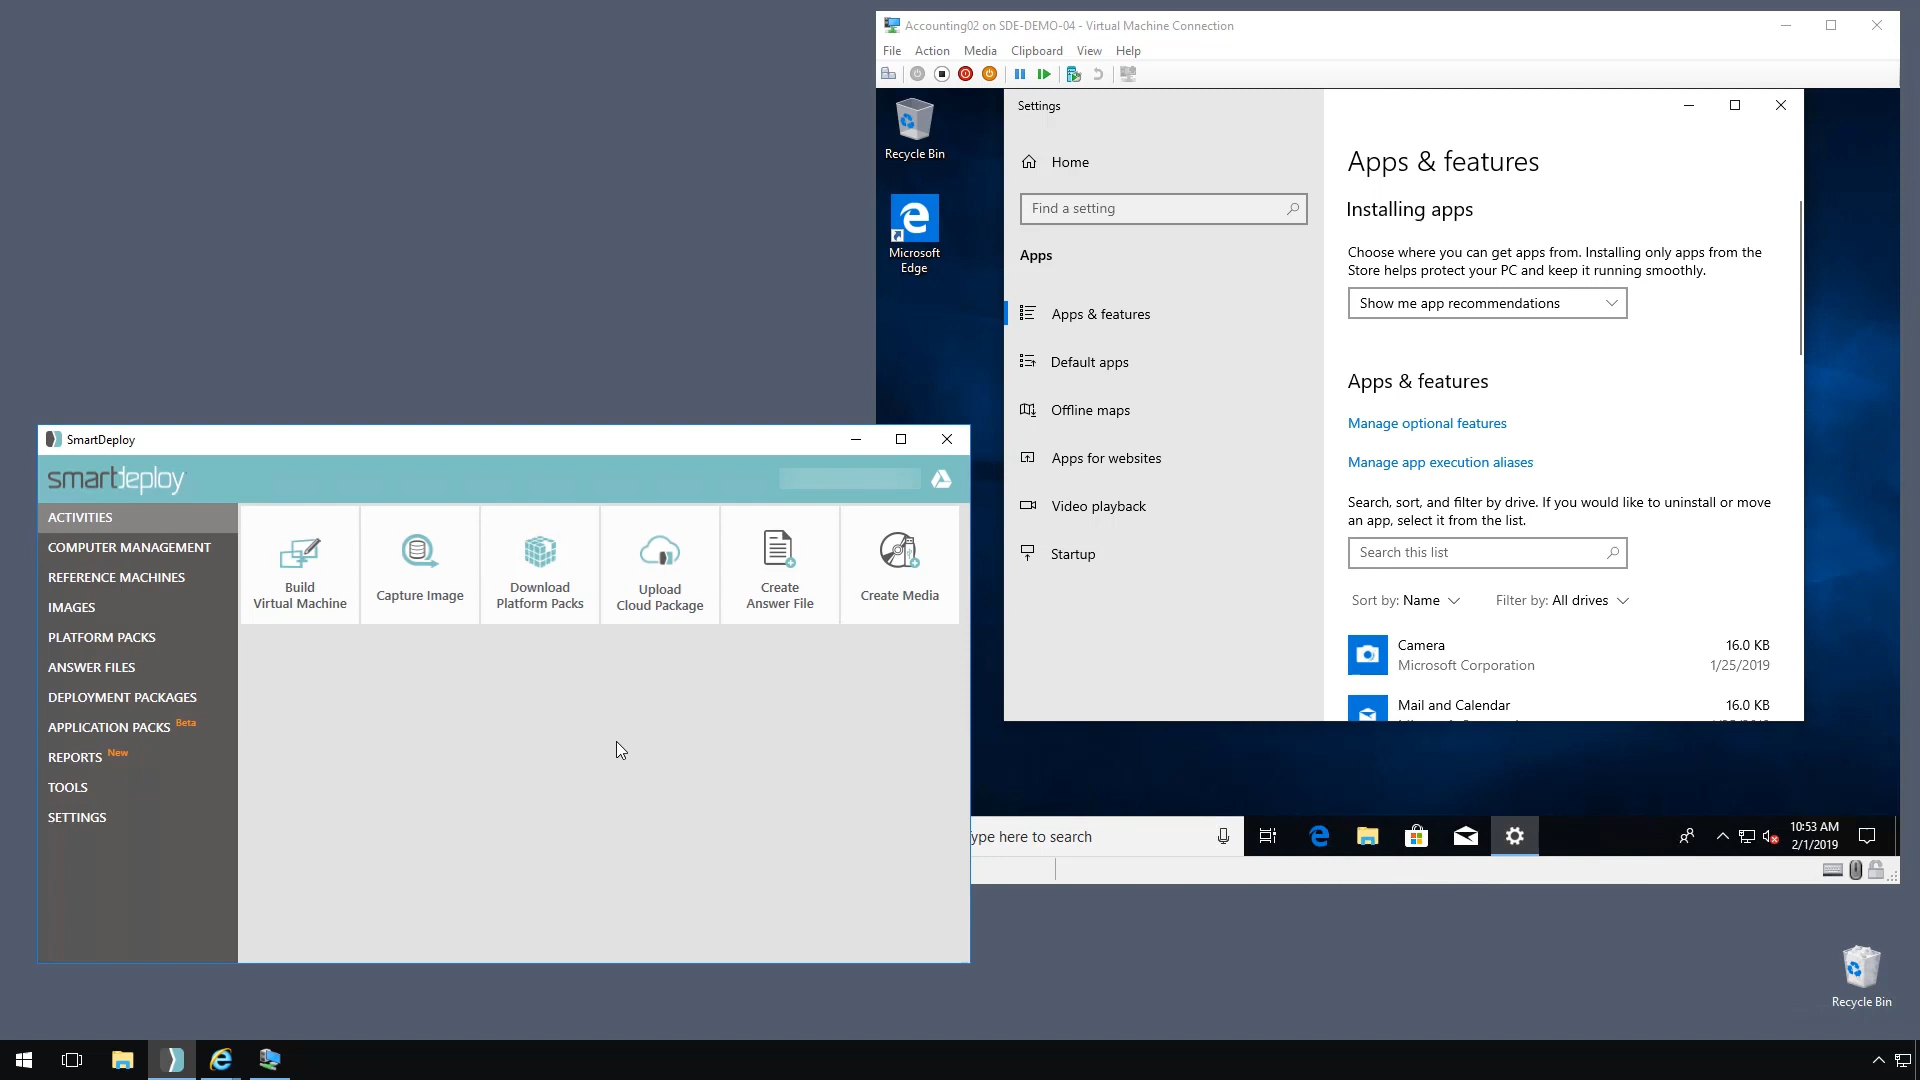 Accounting02 on SDE-DEMO-04 - Virtual Machine Connection
File Action Media Clipboard View Help
Recycle Bin
Microsoft
Edge
Settings
Home
Find a setting
Apps
Apps & features
Default apps
Offline maps
Apps for websites
Video playback
Startup
Apps & features
Installing apps
Choose where you can get apps from. Installing only apps from the
Store helps protect your PC and keep it running smoothly.
Show me app recommendations
Apps & features
Manage optional features
Manage app execution aliases
Search, sort, and filter by drive. If you would like to uninstall or move
an app, select it from the list.
Search this list
Sort by: Name Filter by: All drives
Camera 16.0 KB
Microsoft Corporation 1/25/2019
Mail and Calendar 16.0 KB
ype here to search
10:53 AM
2/1/2019
SmartDeploy
smartdeploy
ACTIVITIES
COMPUTER MANAGEMENT
REFERENCE MACHINES
IMAGES
PLATFORM PACKS
ANSWER FILES
DEPLOYMENT PACKAGES
APPLICATION PACKS Beta
REPORTS New
TOOLS
SETTINGS
Build
Virtual Machine
Capture Image
Download
Platform Packs
Upload
Cloud Package
Create
Answer File
Create Media
Recycle Bin